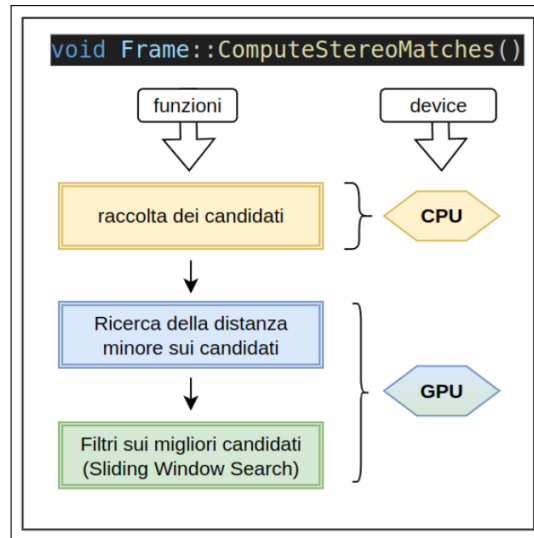 void Frame::ComputeStereoMatches()
funzioni
device
raccolta dei candidati
CPU
Ricerca della distanza
minore sui candidati
GPU
Filtri sui migliori candidati
(Sliding Window Search)